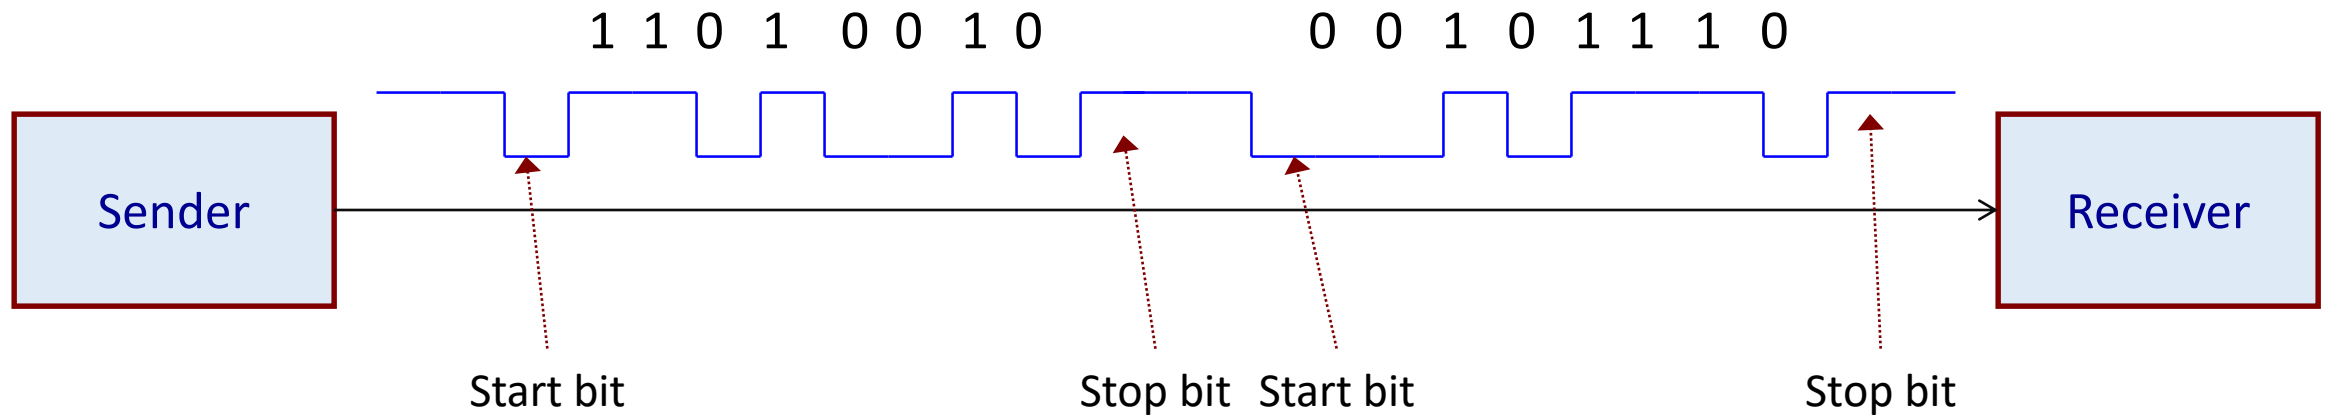 1 1 0 1 0 0 1 0 0 0 1 0 1 1 1 0
Sender Receiver
Start bit Stop bit Start bit Stop bit